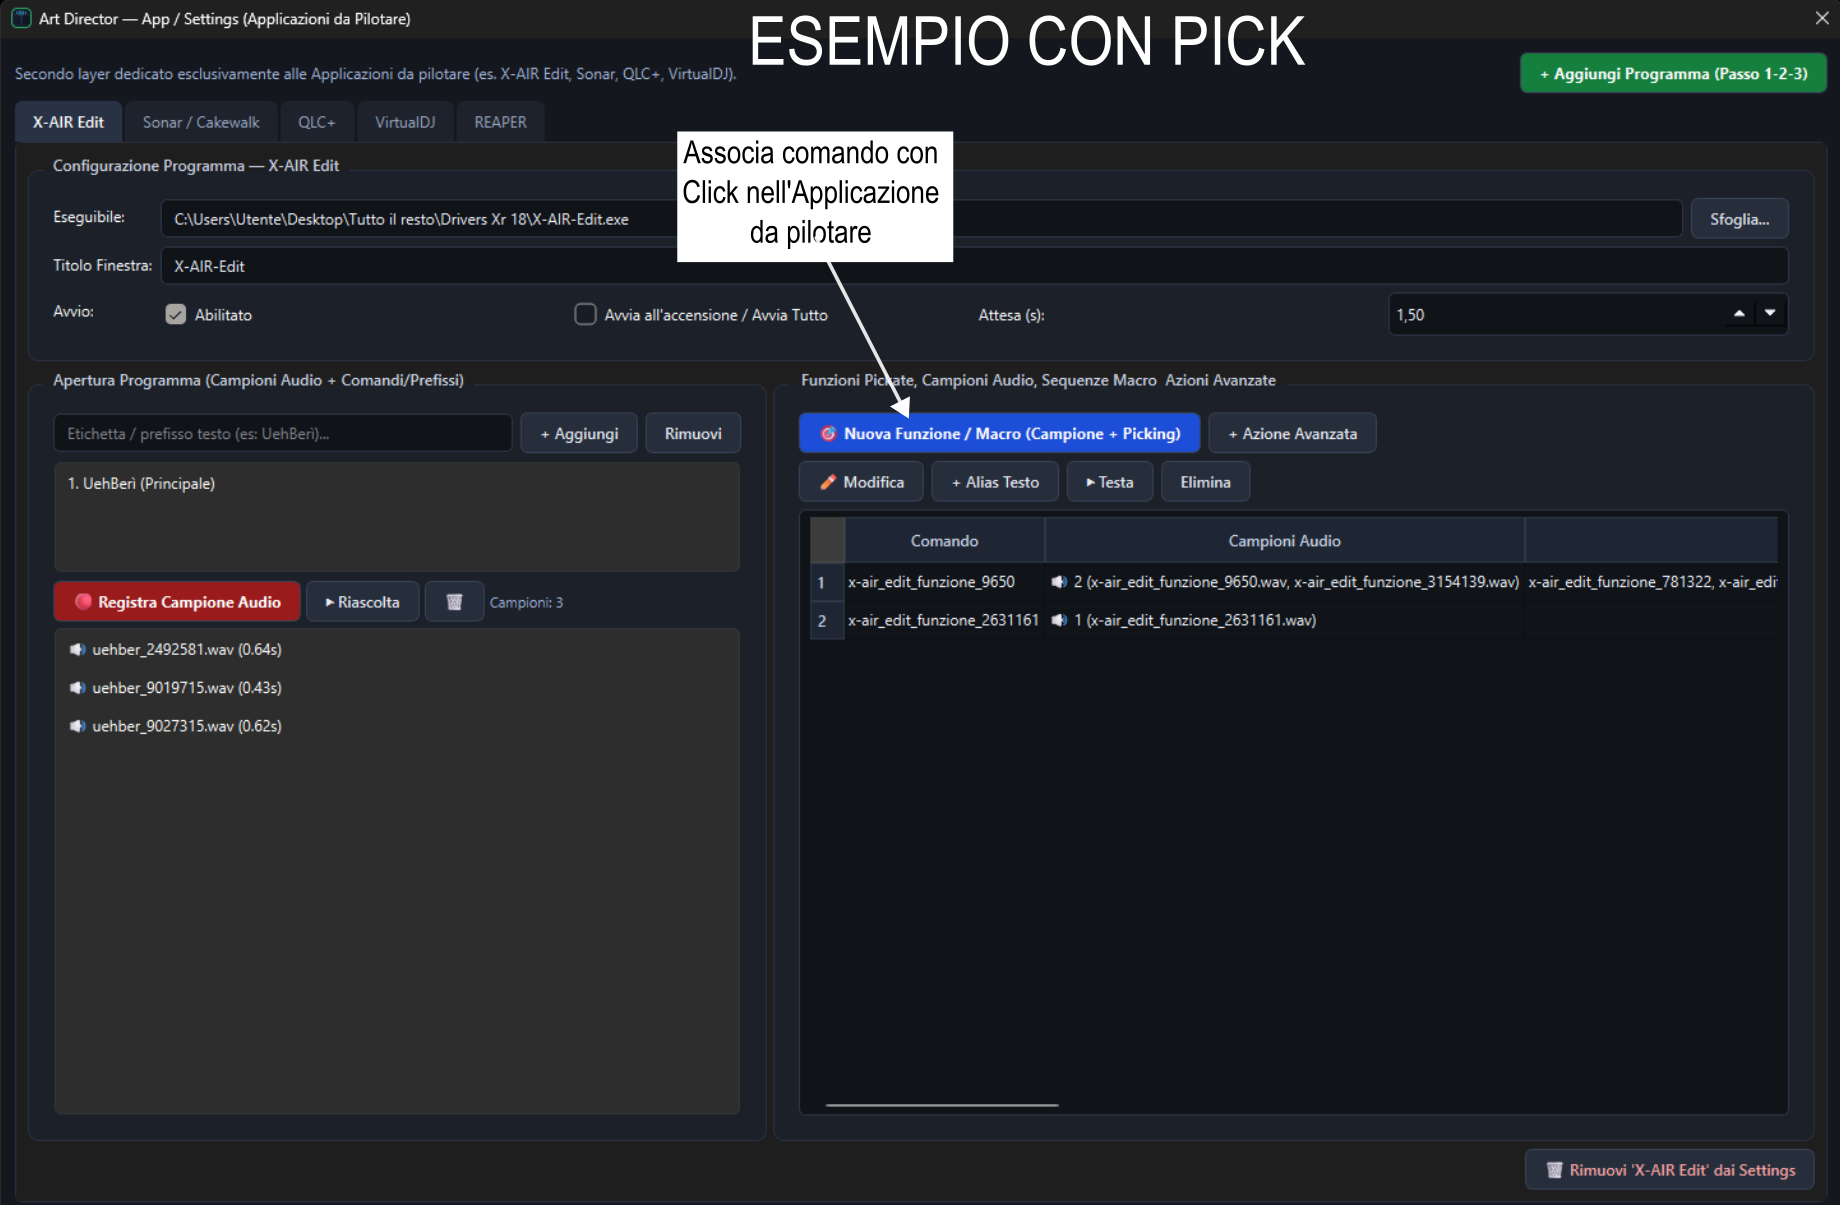 Art Director — App / Settings (Applicazioni da Pilotare)
ESEMPIO CON PICK
Secondo layer dedicato esclusivamente alle Applicazioni da pilotare (es. X-AIR Edit, Sonar, QLC+, VirtualDJ).
+ Aggiungi Programma (Passo 1-2-3)
X-AIR Edit
Sonar / Cakewalk
QLC+
VirtualDJ
REAPER
Associa comando con
Click nell'Applicazione
da pilotare
Configurazione Programma — X-AIR Edit
Eseguibile:
C:\Users\Utente\Desktop\Tutto il resto\Drivers Xr 18\X-AIR-Edit.exe
Sfoglia...
Titolo Finestra:
X-AIR-Edit
Avvio:
Abilitato
Avvia all'accensione / Avvia Tutto
Attesa (s):
1,50
Apertura Programma (Campioni Audio + Comandi/Prefissi)
Etichetta / prefisso testo (es: UehBerì)...
+ Aggiungi
Rimuovi
1. UehBerì (Principale)
Registra Campione Audio
Riascolta
Campioni: 3
uehber_2492581.wav (0.64s)
uehber_9019715.wav (0.43s)
uehber_9027315.wav (0.62s)
Funzioni Pickate, Campioni Audio, Sequenze Macro Azioni Avanzate
Nuova Funzione / Macro (Campione + Picking)
+ Azione Avanzata
Modifica
+ Alias Testo
Testa
Elimina
Comando
Campioni Audio
1 x-air_edit_funzione_9650 2 (x-air_edit_funzione_9650.wav, x-air_edit_funzione_3154139.wav) x-air_edit_funzione_781322, x-air_edi
2 x-air_edit_funzione_2631161 1 (x-air_edit_funzione_2631161.wav)
Rimuovi 'X-AIR Edit' dai Settings